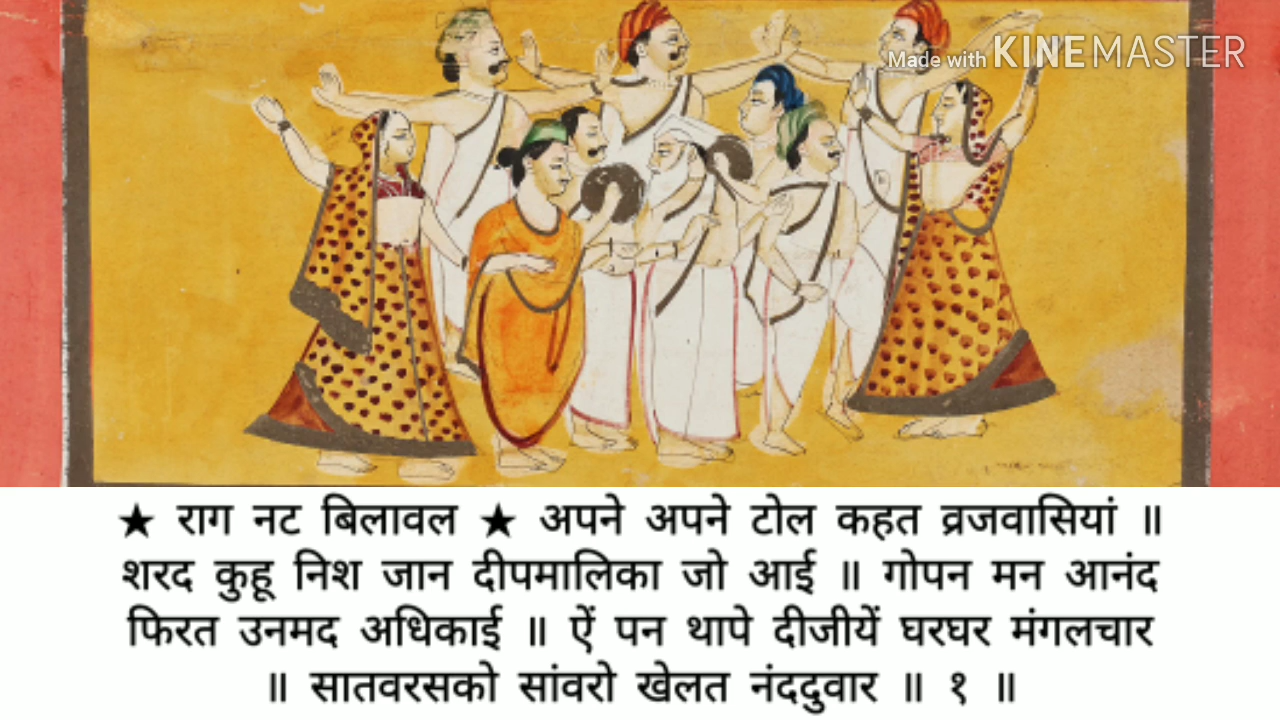 Made with KINEMASTER
★ राग नट बिलावल ★ अपने अपने टोल कहत व्रजवासियां ॥
शरद कुहू निश जान दीपमालिका जो आई ॥ गोपन मन आनंद
फिरत उनमद अधिकाई ॥ ऐं पन थापे दीजीयें घरघर मंगलचार
॥ सातवरसको सांवरो खेलत नंददुवार ॥ १ ॥